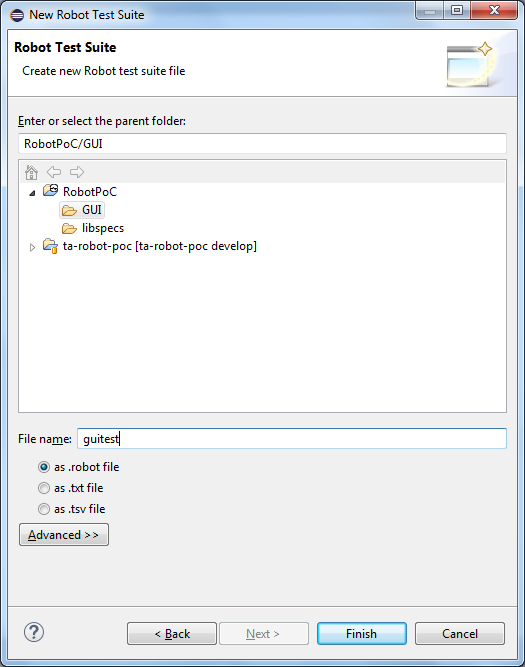 New Robot Test Suite
Robot Test Suite
Create new Robot test suite file
Enter or select the parent folder:
RobotPoC/GUI
RobotPoC
GUI
libspecs
ta-robot-poc [ta-robot-poc develop]
File name: guitest
as .robot file
as .txt file
as .tsv file
Advanced >>
? < Back Next > Finish Cancel